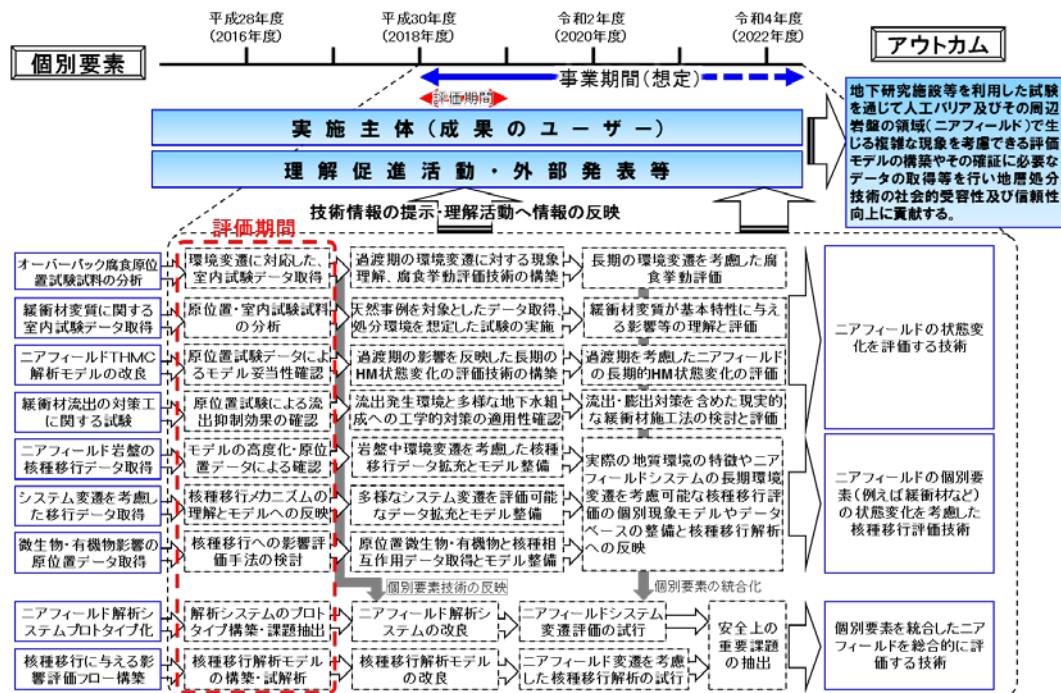 平成28年度
(2016年度)
平成30年度
(2018年度)
令和2年度
(2020年度)
令和4年度
(2022年度)
個別要素
アウトカム
事業期間(想定)
評価期間
実施主体(成果のユーザー)
理解促進活動・外部発表等
地下研究施設等を利用した試験
を通じて人工バリア及びその周辺
岩盤の領域(ニアフィールド)で生
じる複雑な現象を考慮できる評価
モデルの構築やその確証に必要な
データの取得等を行い地層処分
技術の社会的受容性及び信頼性
向上に貢献する。
技術情報の提示・理解活動へ情報の反映
評価期間
オーバーパック腐食原位
置試験試料の分析
環境変遷に対応した、
室内試験データ取得
過渡期の環境変遷に対する現象
理解、腐食挙動評価技術の構築
長期の環境変遷を考慮した腐
食挙動評価
緩衝材変質に関する
室内試験データ取得
原位置・室内試験試料
の分析
天然事例を対象としたデータ取得、
処分環境を想定した試験の実施
緩衝材変質が基本特性に与え
る影響等の理解と評価
ニアフィールドの状態変
化を評価する技術
ニアフィールドTHMC
解析モデルの改良
原位置試験データによ
るモデル妥当性確認
過渡期の影響を反映した長期の
HM状態変化の評価技術の構築
過渡期を考慮したニアフィールド
の長期的HM状態変化の評価
緩衝材流出の対策工
に関する試験
原位置試験による流
出抑制効果の確認
流出発生環境と多様な地下水組
成への工学的対策の適用性確認
流出・膨出対策を含めた現実的
な緩衝材施工法の検討と評価
ニアフィールド岩盤の
核種移行データ取得
モデルの高度化・原位
置データによる確認
岩盤中環境変遷を考慮した核種
移行データ拡充とモデル整備
実際の地質環境の特徴やニア
フィールドシステムの長期環境
変遷を考慮可能な核種移行評
価の個別現象モデルやデータ
ベースの整備と核種移行解析
への反映
ニアフィールドの個別要
素(例えば緩衝材など)
の状態変化を考慮した
核種移行評価技術
システム変遷を考慮し
た移行データ取得
核種移行メカニズムの
理解とモデルへの反映
多様なシステム変遷を評価可能
なデータ拡充とモデル整備
微生物・有機物影響の
原位置データ取得
核種移行への影響評
価手法の検討
原位置微生物・有機物と核種相
互作用データ取得とモデル整備
個別要素技術の反映
個別要素の統合化
ニアフィールド解析シ
ステムプロトタイプ化
解析システムのプロト
タイプ構築・課題抽出
ニアフィールド解析シ
ステムの改良
ニアフィールドシステム
変遷評価の試行
安全上の
重要課題
の抽出
個別要素を統合したニア
フィールドを総合的に評
価する技術
核種移行に与える影
響評価フロー構築
核種移行解析モデル
の構築・試解析
核種移行解析モデル
の改良
ニアフィールド変遷を考慮
した核種移行解析の試行